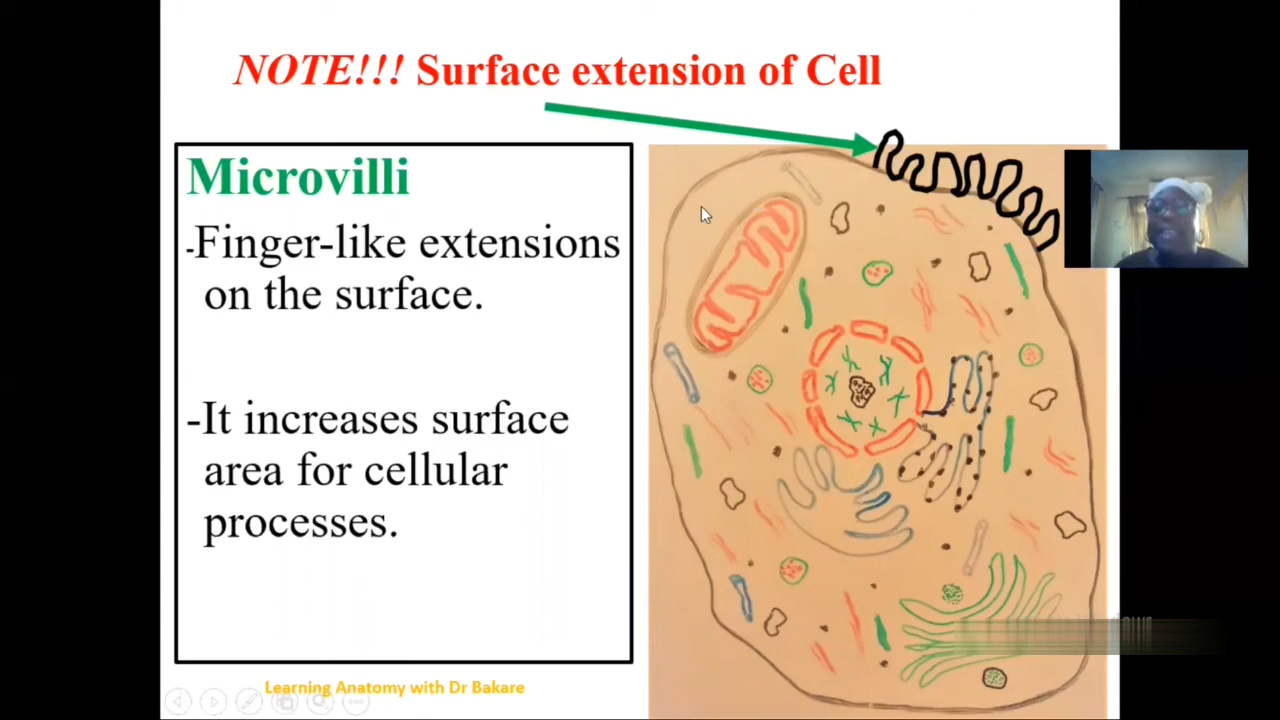 NOTE!!! Surface extension of Cell
Microvilli
-Finger-like extensions
on the surface.
-It increases surface
area for cellular
processes.
Learning Anatomy with Dr Bakare